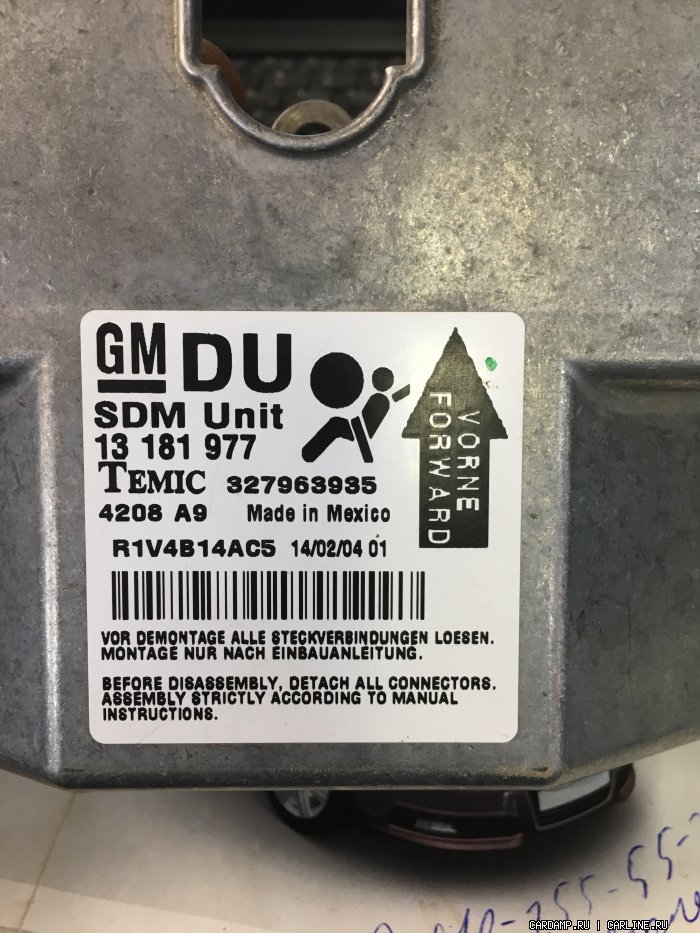 GM DU
SDM Unit
13 181 977
TEMIC 327963935
4208 A9 Made in Mexico
R1V4B14AC5 14/02/04 01
VORNE
FORWARD
VOR DEMONTAGE ALLE STECKVERBINDUNGEN LOESEN.
MONTAGE NUR NACH EINBAUANLEITUNG.
BEFORE DISASSEMBLY, DETACH ALL CONNECTORS.
ASSEMBLY STRICTLY ACCORDING TO MANUAL
INSTRUCTIONS.
CARDAMP.RU | CARLINE.RU